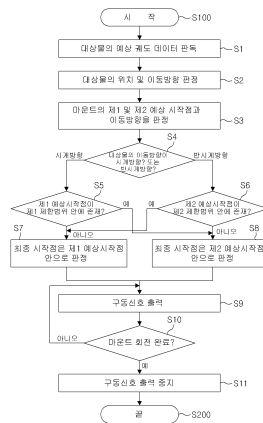 시 작
S100
대상물의 예상 궤도 데이터 판독
S1
대상물의 위치 및 이동방향 판정
S2
마운트의 제1 및 제2 예상 시작점과
이동방향을 판정
S3
S4
시계방향
대상물의 이동방향이
시계방향? 또는
반시계방향?
반시계방향
S5
제1 예상시작점이
제1 제한범위 안에 존재?
예
예
S6
제2 예상시작점이
제2 제한범위 안에 존재?
S7
아니오
아니오
S8
최종 시작점은 제1 예상시작점
안으로 판정
최종 시작점은 제2 예상시작점
안으로 판정
구동신호 출력
S9
S10
아니오
마운트 회전 완료?
예
구동신호 출력 중지
S11
끝
S200